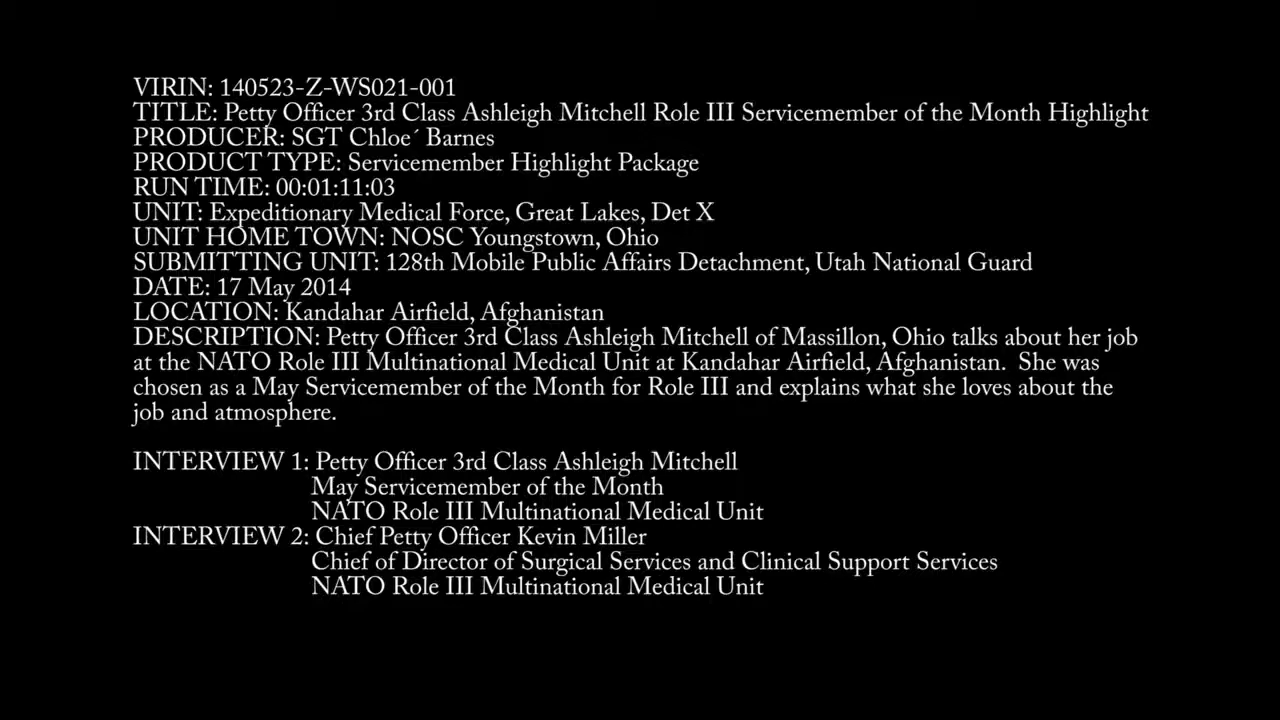 VIRIN: 140523-Z-WS021-001
TITLE: Petty Officer 3rd Class Ashleigh Mitchell Role III Servicemember of the Month Highlight
PRODUCER: SGT Chloe´ Barnes
PRODUCT TYPE: Servicemember Highlight Package
RUN TIME: 00:01:11:03
UNIT: Expeditionary Medical Force, Great Lakes, Det X
UNIT HOME TOWN: NOSC Youngstown, Ohio
SUBMITTING UNIT: 128th Mobile Public Affairs Detachment, Utah National Guard
DATE: 17 May 2014
LOCATION: Kandahar Airfield, Afghanistan
DESCRIPTION: Petty Officer 3rd Class Ashleigh Mitchell of Massillon, Ohio talks about her job
at the NATO Role III Multinational Medical Unit at Kandahar Airfield, Afghanistan.  She was
chosen as a May Servicemember of the Month for Role III and explains what she loves about the
job and atmosphere.
INTERVIEW 1: Petty Officer 3rd Class Ashleigh Mitchell
May Servicemember of the Month
NATO Role III Multinational Medical Unit
INTERVIEW 2: Chief Petty Officer Kevin Miller
Chief of Director of Surgical Services and Clinical Support Services
NATO Role III Multinational Medical Unit